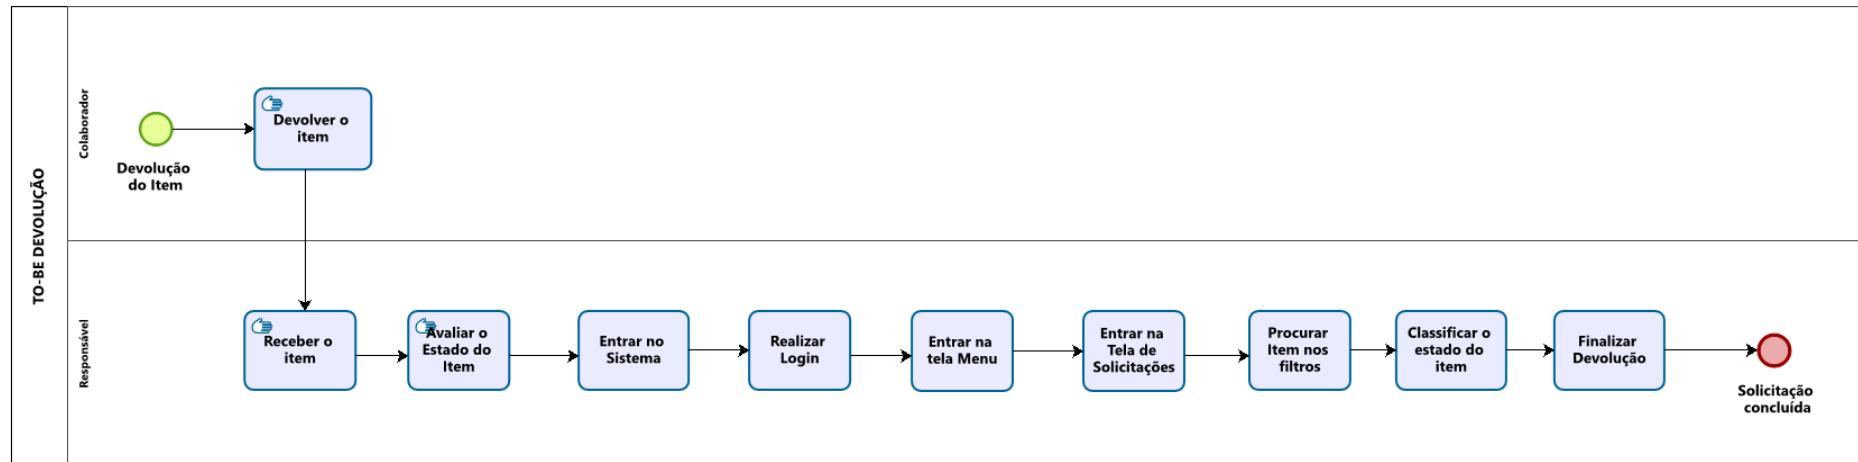 TO-BE DEVOLUÇÃO
Colaborador
Devolução
do Item
Devolver o
item
Responsável
Receber o
item
Avaliar o
Estado do
Item
Entrar no
Sistema
Realizar
Login
Entrar na
tela Menu
Entrar na
Tela de
Solicitações
Procurar
Item nos
filtros
Classificar o
estado do
item
Finalizar
Devolução
Solicitação
concluída